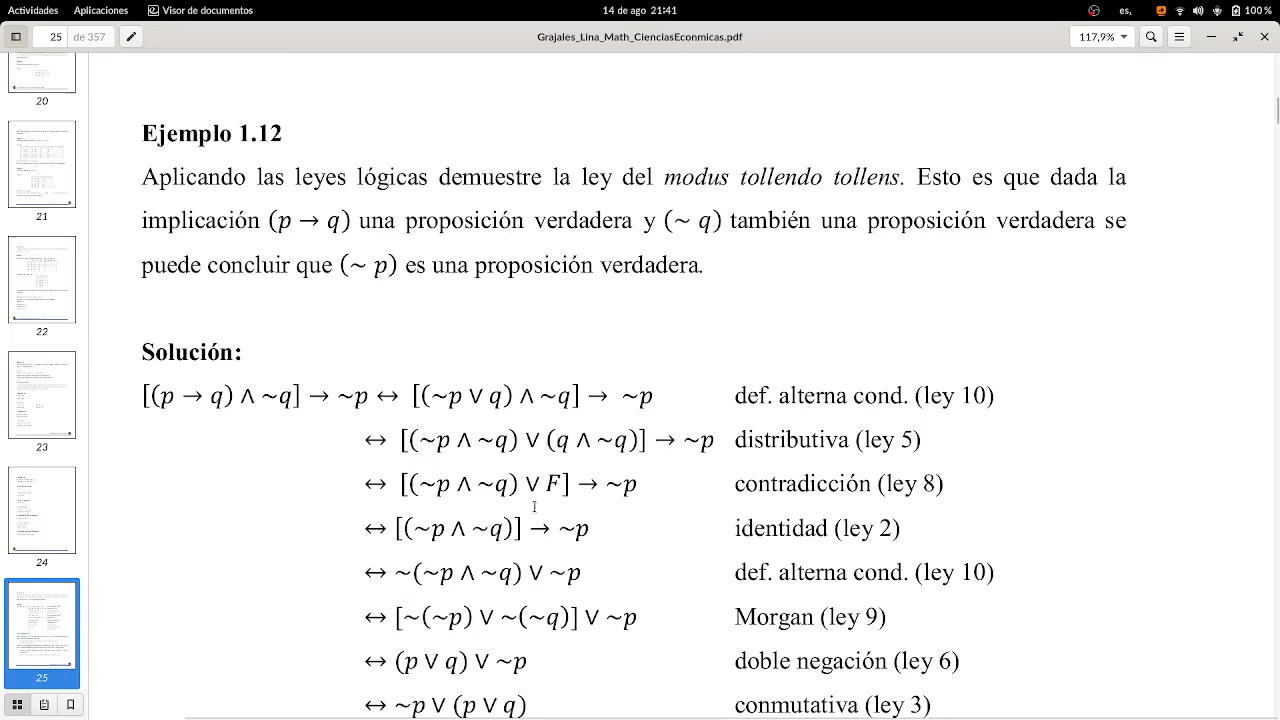 Actividades Aplicaciones Visor de documentos 14 de ago 21:41 es, 100 %
25 de 357 Grajales_Lina_Math_CienciasEconmicas.pdf 117,9%
20
21
22
23
24
25
Ejemplo 1.12
Aplicando las leyes lógicas demuestre la ley del modus tollendo tollens. Esto es que dada la
implicación (p → q) una proposición verdadera y (~ q) también una proposición verdadera se
puede concluir que (~ p) es una proposición verdadera.
Solución:
[(p → q) ∧ ~q] → ~p ↔ [(~p ∨ q) ∧ ~q] → ~p def. alterna cond. (ley 10)
↔ [(~p ∧ ~q) ∨ (q ∧ ~q)] → ~p distributiva (ley 5)
↔ [(~p ∧ ~q) ∨ F] → ~p contradicción (ley 8)
↔ [(~p ∧ ~q)] → ~p identidad (ley 2)
↔ ~(~p ∧ ~q) ∨ ~p def. alterna cond. (ley 10)
↔ [~(~p) ∨ ~(~q)] ∨ ~p Morgan (ley 9)
↔ (p ∨ q) ∨ ~p doble negación (ley 6)
↔ ~p ∨ (p ∨ q) conmutativa (ley 3)